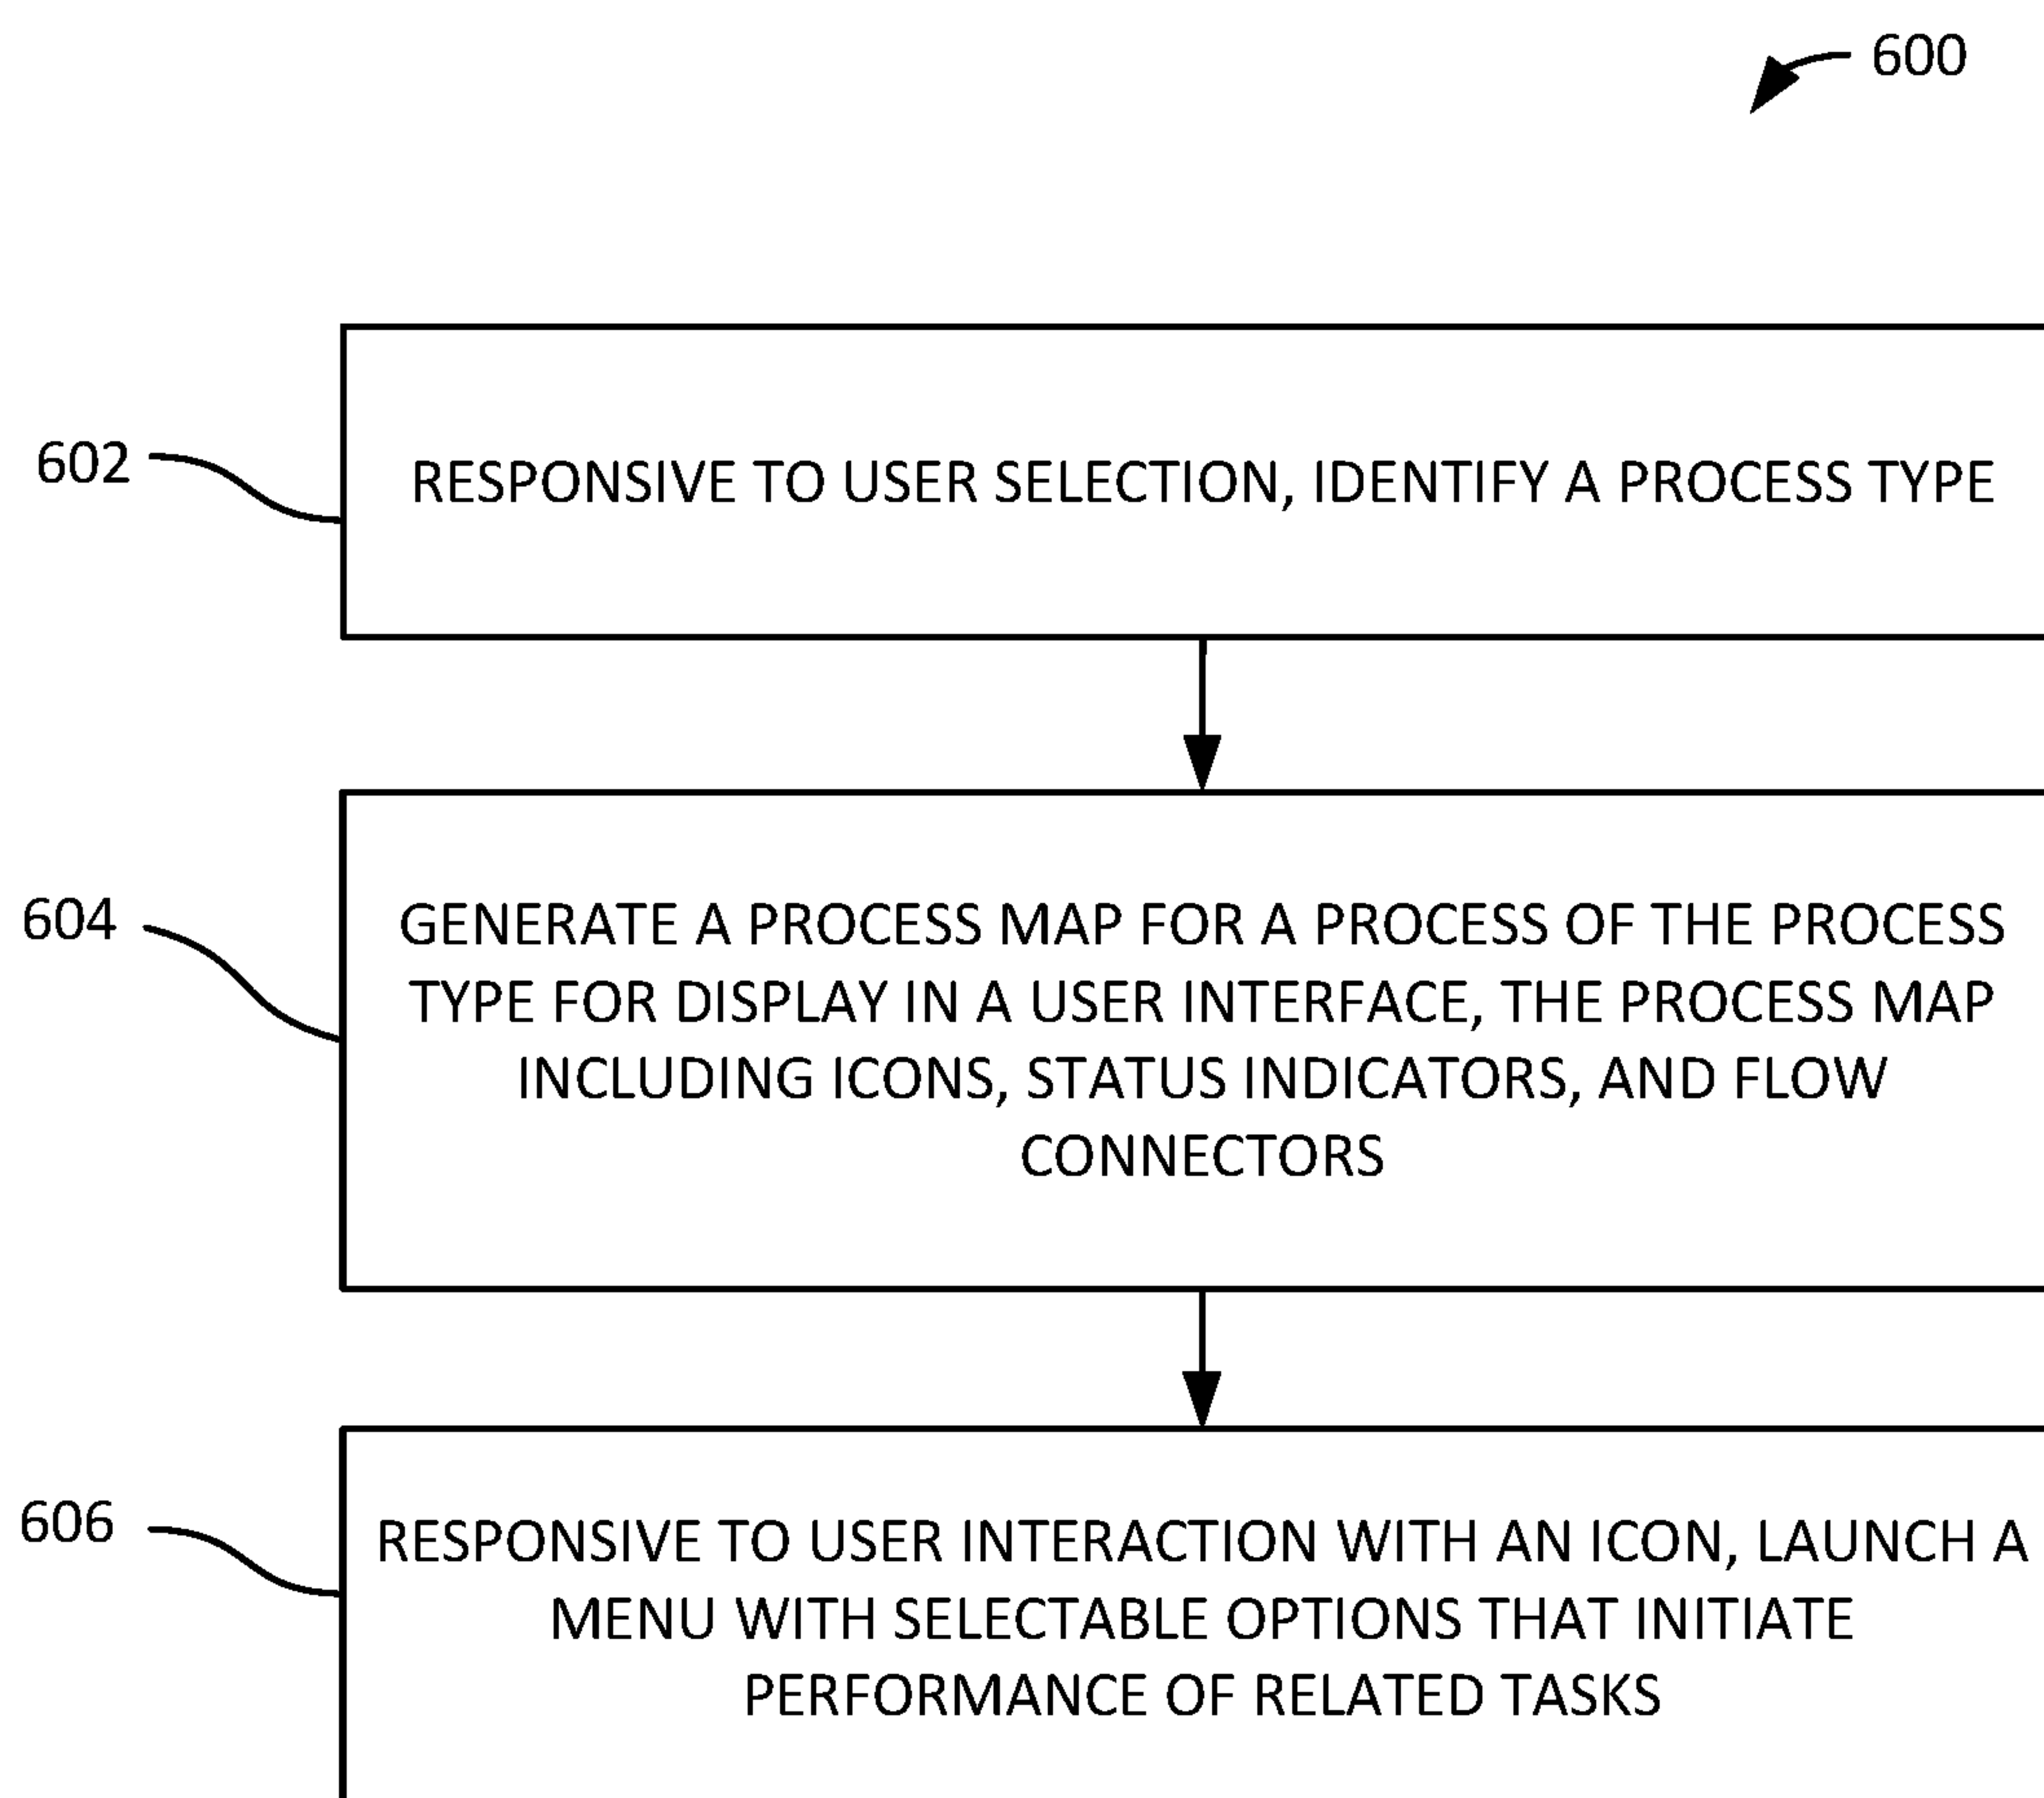 600
602
RESPONSIVE TO USER SELECTION, IDENTIFY A PROCESS TYPE
604
GENERATE A PROCESS MAP FOR A PROCESS OF THE PROCESS
TYPE FOR DISPLAY IN A USER INTERFACE, THE PROCESS MAP
INCLUDING ICONS, STATUS INDICATORS, AND FLOW
CONNECTORS
606
RESPONSIVE TO USER INTERACTION WITH AN ICON, LAUNCH A
MENU WITH SELECTABLE OPTIONS THAT INITIATE
PERFORMANCE OF RELATED TASKS